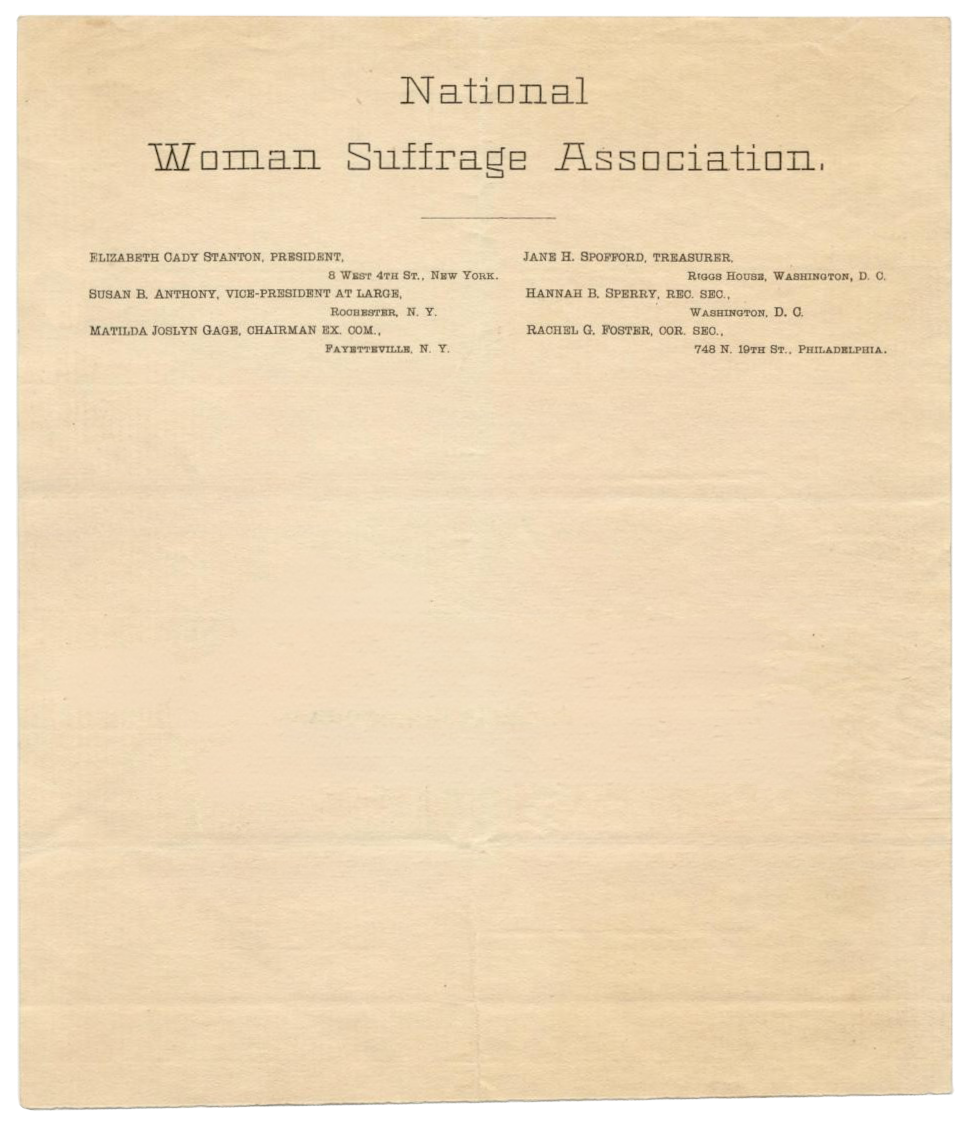 National
Woman Suffrage Association.
ELIZABETH CADY STANTON, PRESIDENT,
8 WEST 4TH ST., NEW YORK.
SUSAN B. ANTHONY, VICE-PRESIDENT AT LARGE,
ROCHESTER, N. Y.
MATILDA JOSLYN GAGE, CHAIRMAN EX. COM.,
FAYETTEVILLE, N. Y.
JANE H. SPOFFORD, TREASURER,
RIGGS HOUSE, WASHINGTON, D. C.
HANNAH B. SPERRY, REC. SEC.,
WASHINGTON, D. C.
RACHEL G. FOSTER, COR. SEC.,
748 N. 19TH ST., PHILADELPHIA.